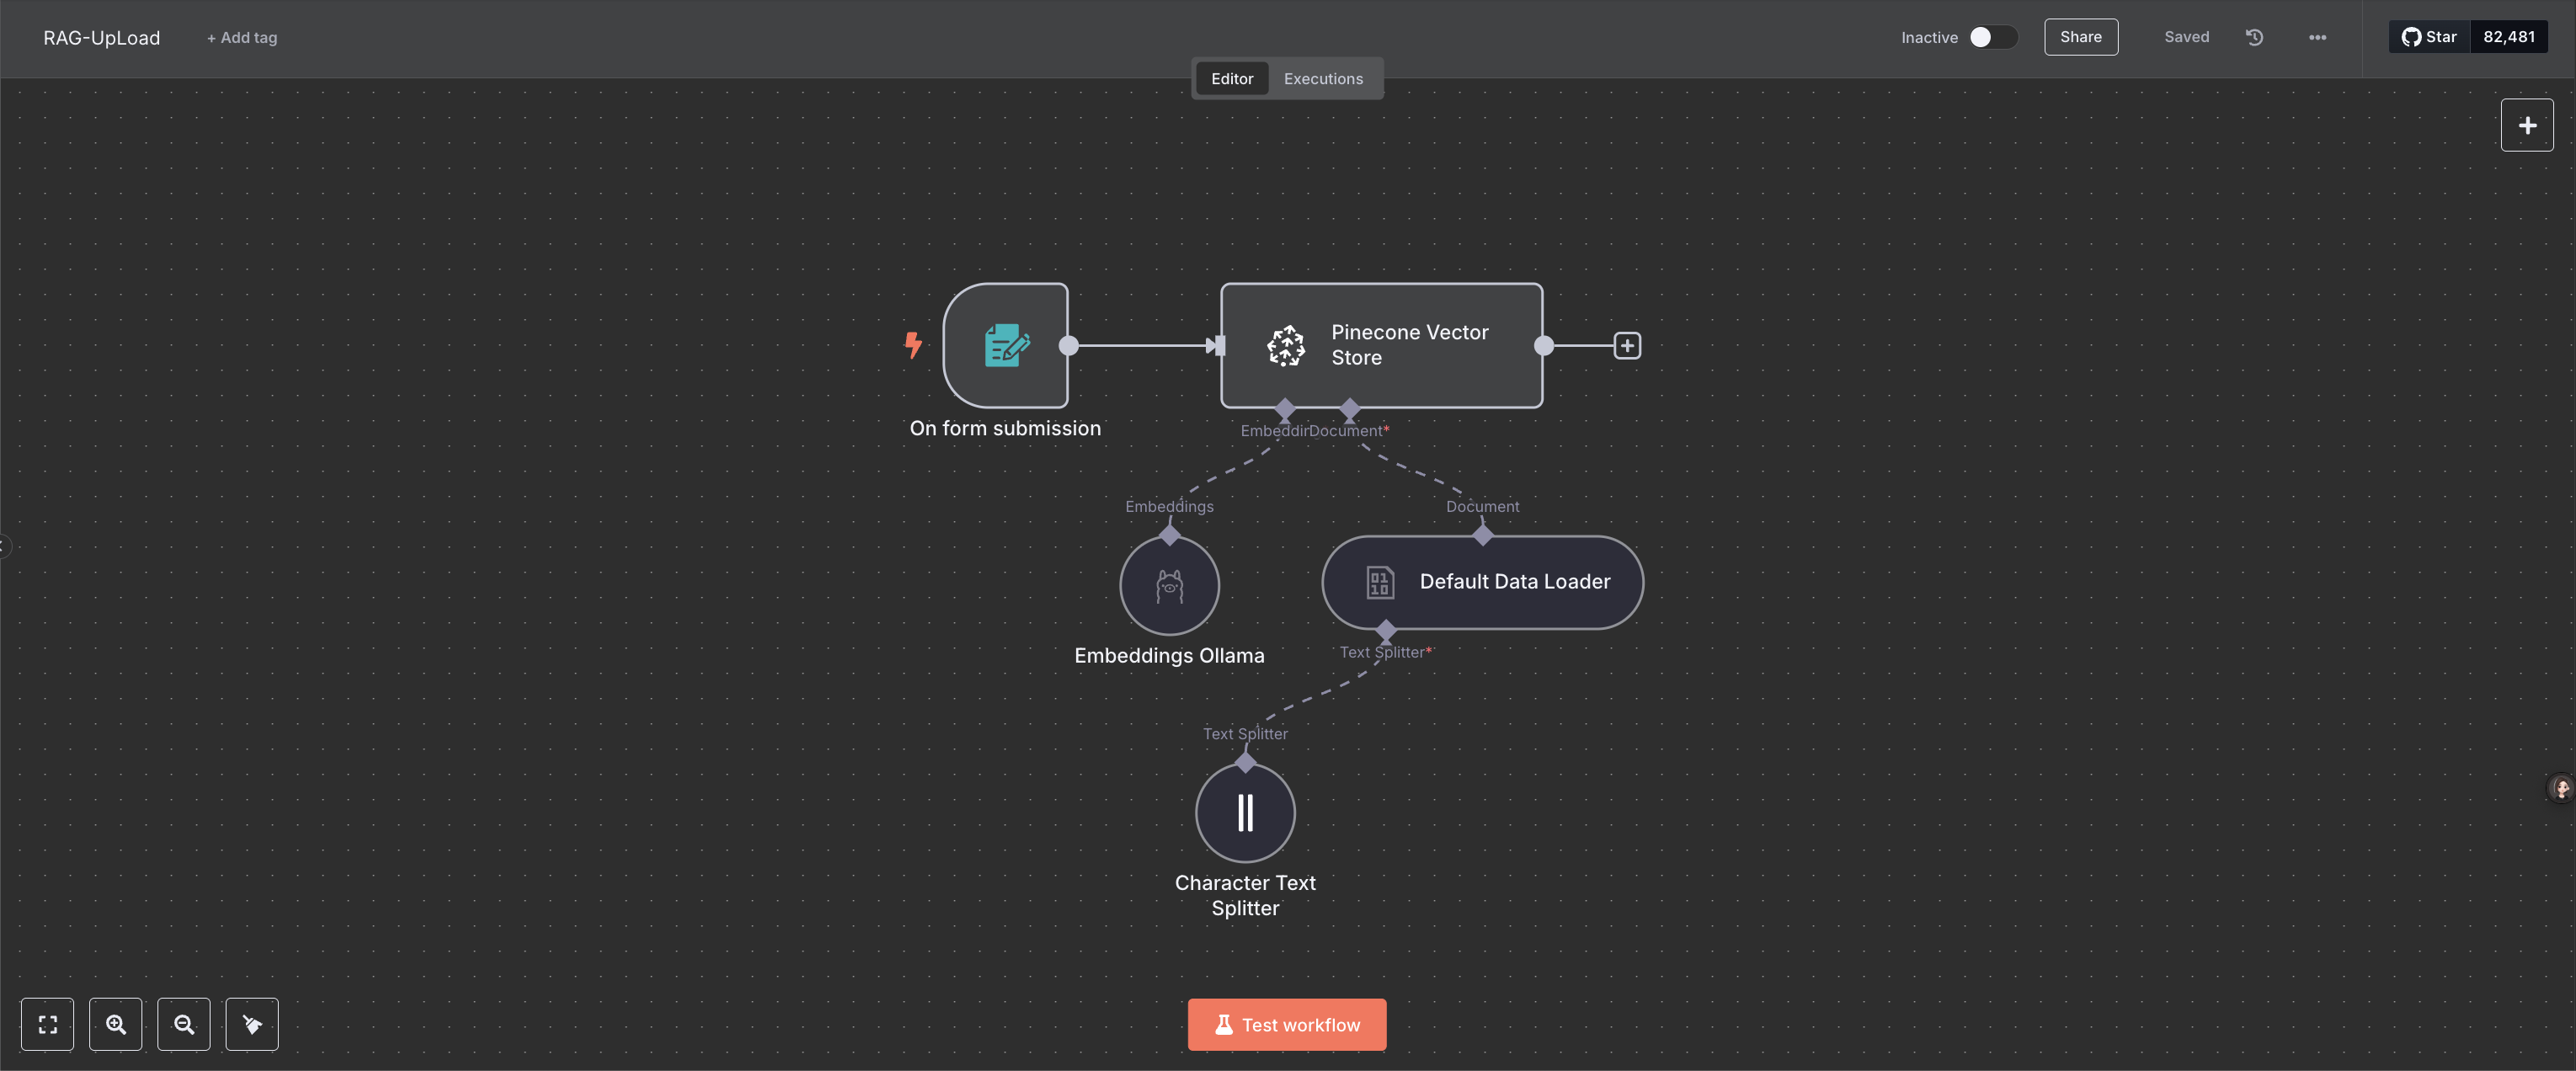 RAG-UpLoad
+ Add tag
Inactive
Share
Saved
Star
82,481
Editor
Executions
Pinecone Vector
Store
On form submission
Document*
Embeddings
Document
Default Data Loader
Embeddings Ollama
Text Splitter*
Text Splitter
Character Text
Splitter
Test workflow